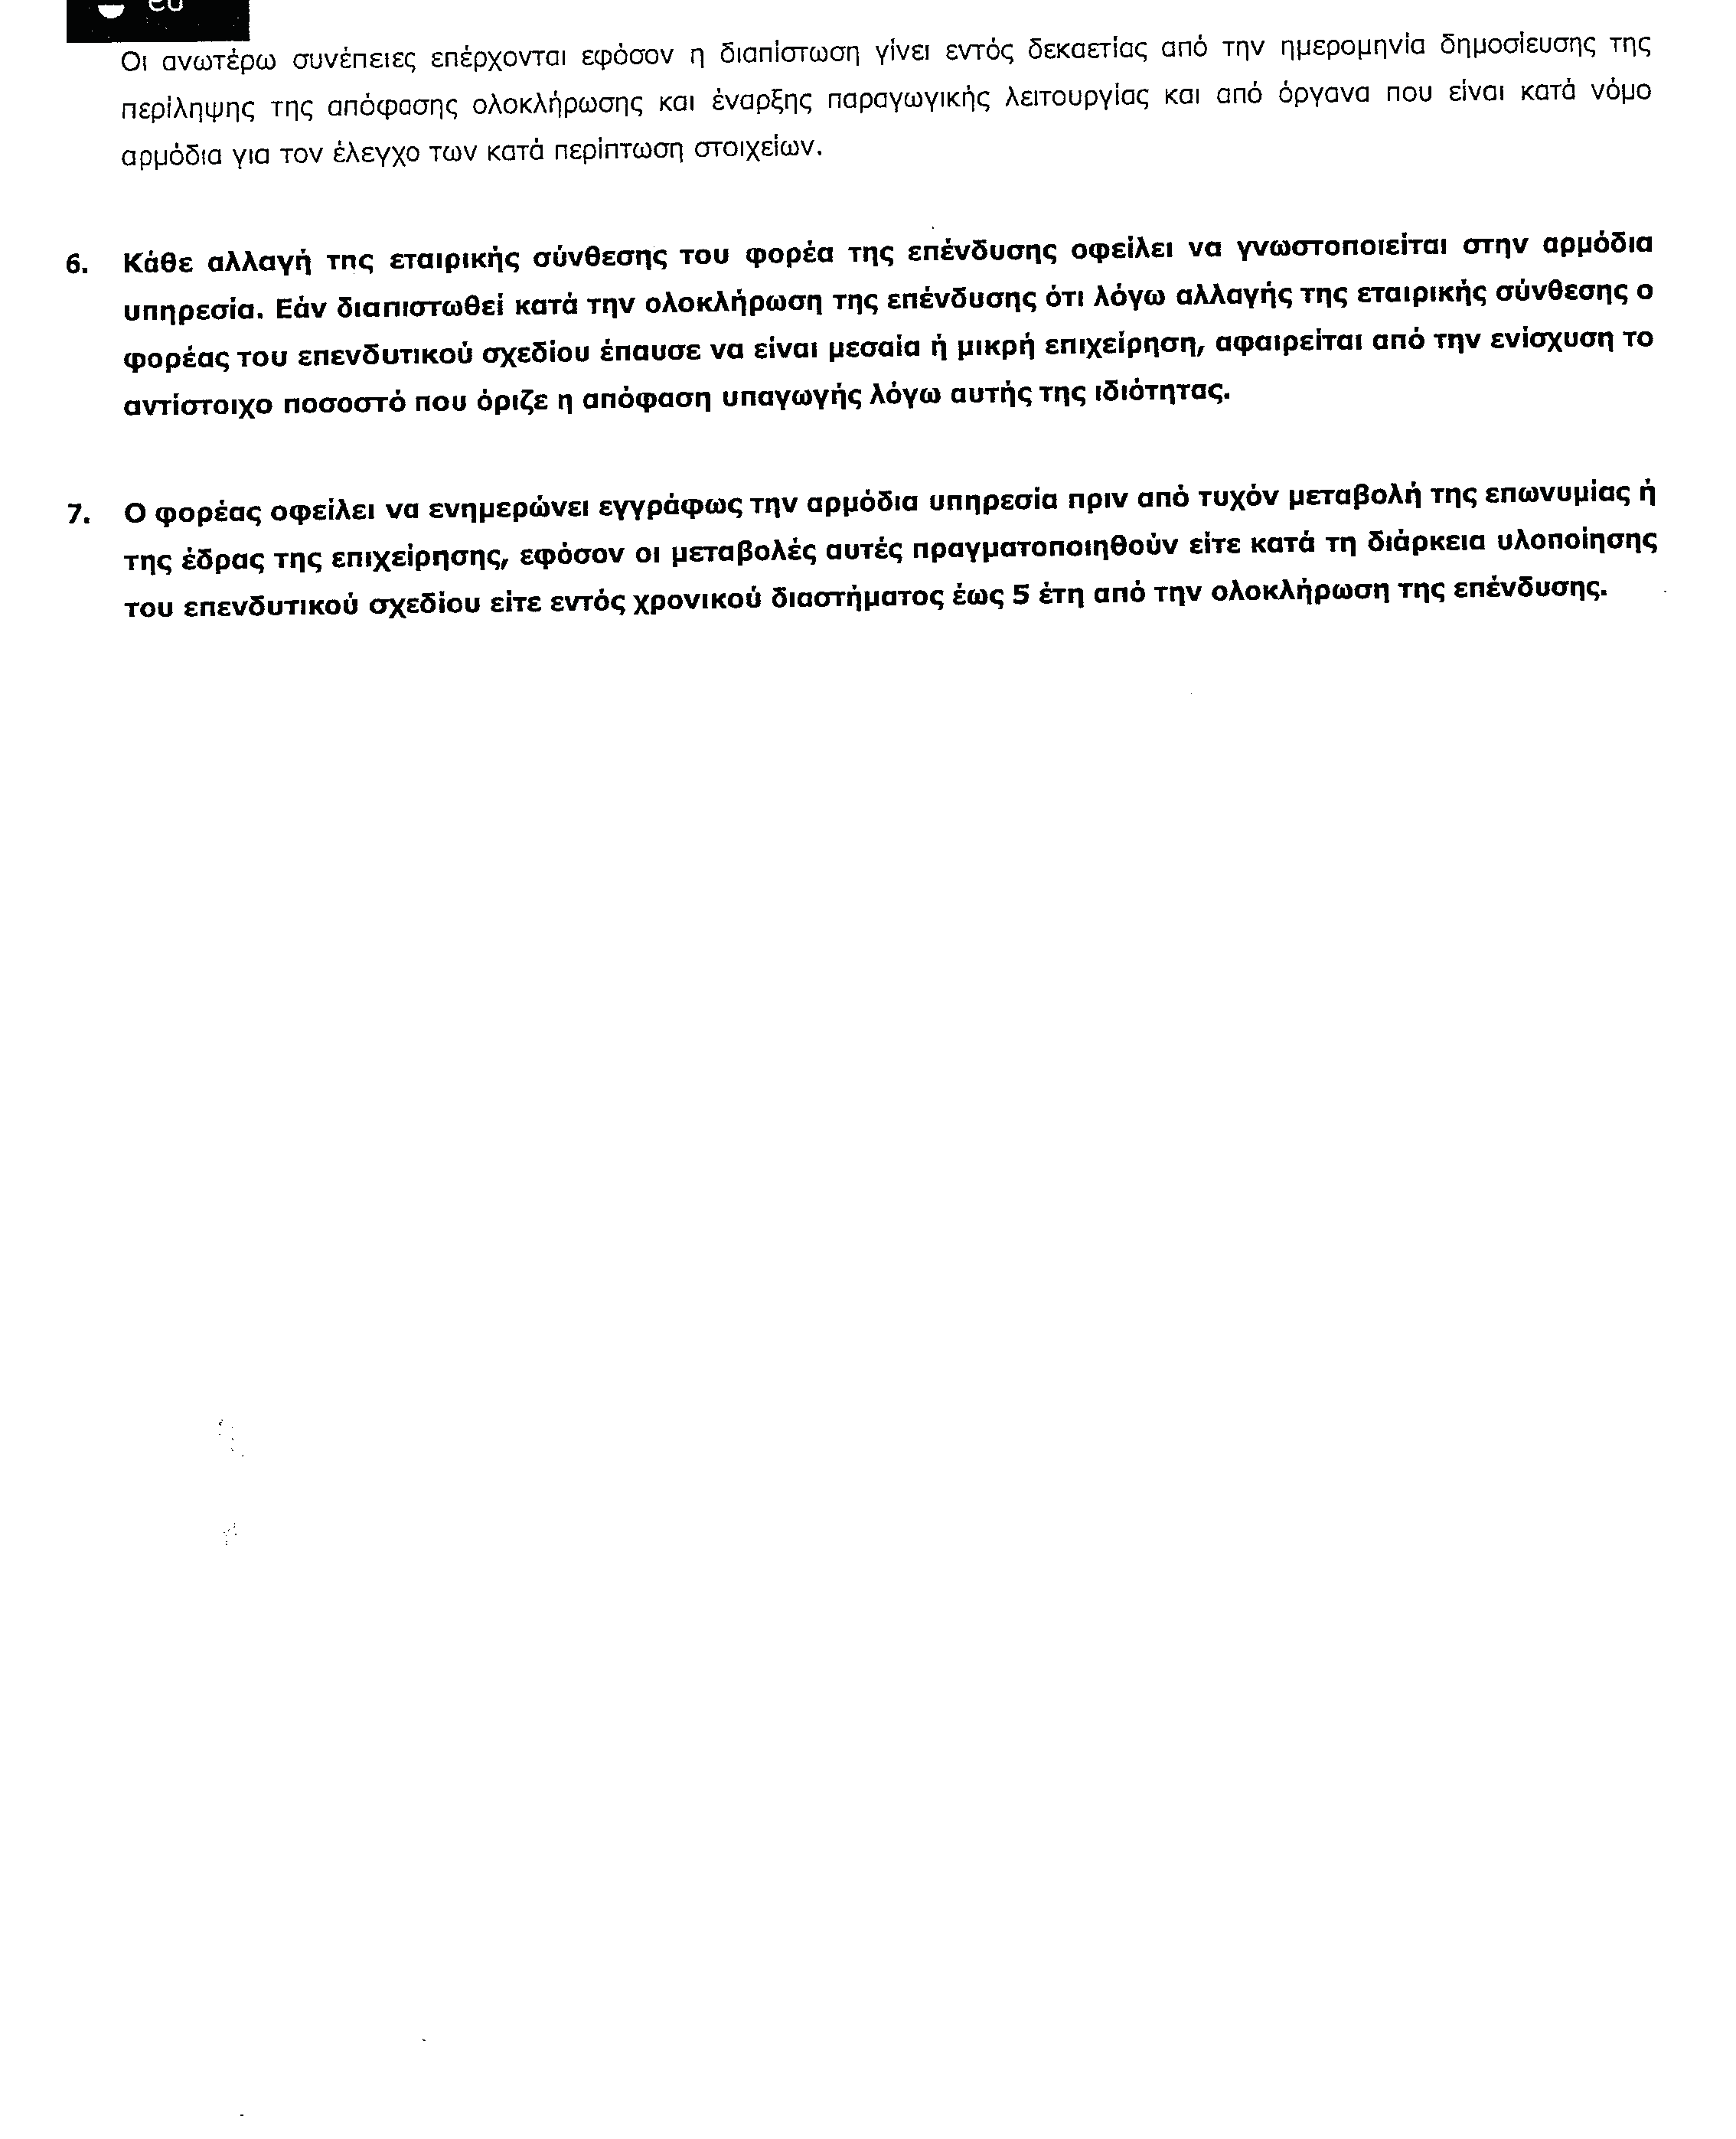 Οι ανωτέρω συνέπειες επέρχονται εφόσον η διαπίστωση γίνει εντός δεκαετίας από την ημερομηνία δημοσίευσης της
περίληψης της απόφασης ολοκλήρωσης και έναρξης παραγωγικής λειτουργίας και από όργανα που είναι κατά νόμο
αρμόδια για τον έλεγχο των κατά περίπτωση στοιχείων.
6. Κάθε αλλαγή της εταιρικής σύνθεσης του φορέα της επένδυσης οφείλει να γνωστοποιείται στην αρμόδια
υπηρεσία. Εάν διαπιστωθεί κατά την ολοκλήρωση της επένδυσης ότι λόγω αλλαγής της εταιρικής σύνθεσης ο
φορέας του επενδυτικού σχεδίου έπαυσε να είναι μεσαία ή μικρή επιχείρηση, αφαιρείται από την ενίσχυση το
αντίστοιχο ποσοστό που όριζε η απόφαση υπαγωγής λόγω αυτής της ιδιότητας.
7. Ο φορέας οφείλει να ενημερώνει εγγράφως την αρμόδια υπηρεσία πριν από τυχόν μεταβολή της επωνυμίας ή
της έδρας της επιχείρησης, εφόσον οι μεταβολές αυτές πραγματοποιηθούν είτε κατά τη διάρκεια υλοποίησης
του επενδυτικού σχεδίου είτε εντός χρονικού διαστήματος έως 5 έτη από την ολοκλήρωση της επένδυσης.